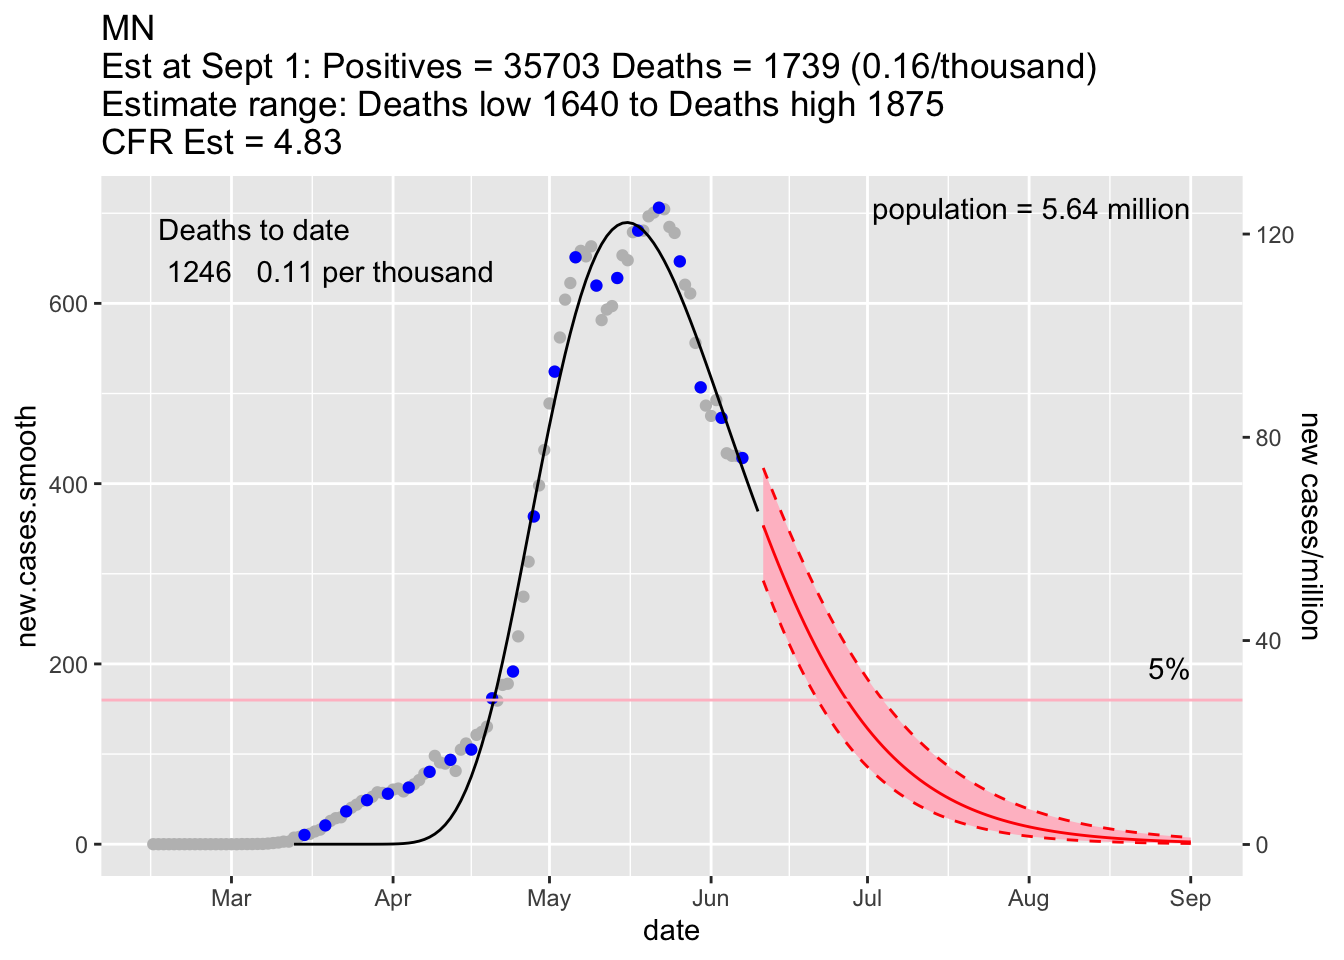 MN
Est at Sept 1: Positives = 35703 Deaths = 1739 (0.16/thousand)
Estimate range: Deaths low 1640 to Deaths high 1875
CFR Est = 4.83
Deaths to date
1246 0.11 per thousand
population = 5.64 million
5%
new.cases.smooth
600
400
200
0
new cases/million
120
80
40
0
Mar Apr May Jun Jul Aug Sep
date